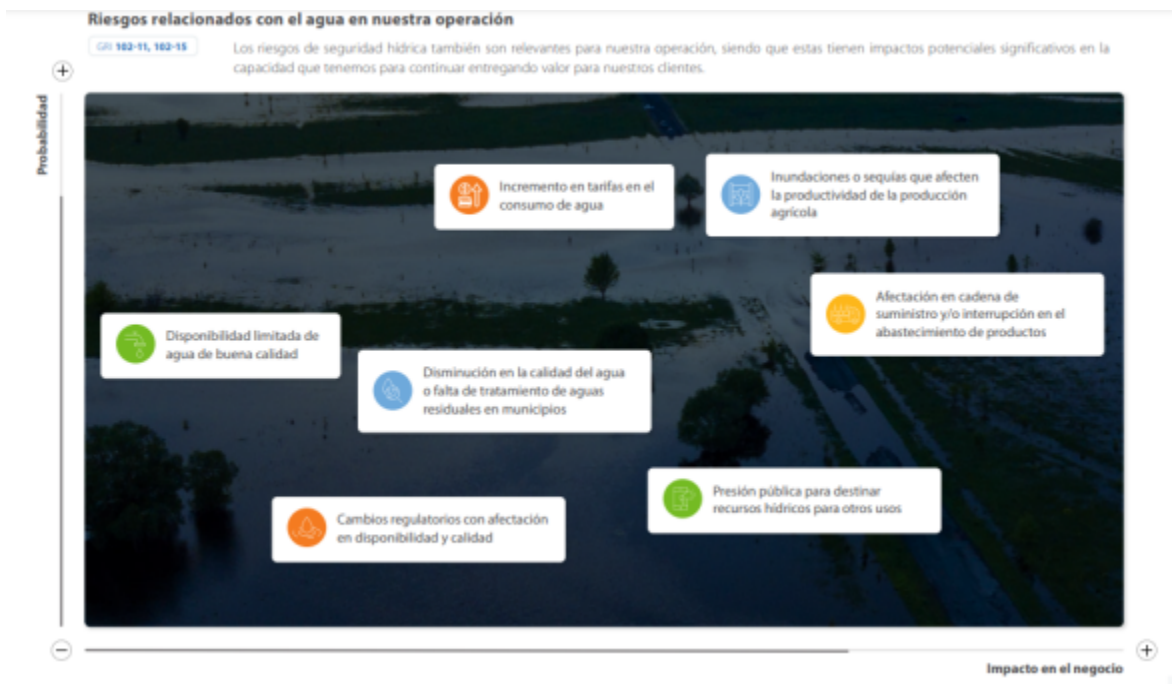 Riesgos relacionados con el agua en nuestra operación
GRI 102-11, 102-15
Los riesgos de seguridad hídrica también son relevantes para nuestra operación, siendo que estas tienen impactos potenciales significativos en la
capacidad que tenemos para continuar entregando valor para nuestros clientes.
+
Probabilidad
Incremento en tarifas en el
consumo de agua
Inundaciones o sequías que afecten
la productividad de la producción
agrícola
Afectación en cadena de
suministro y/o interrupción en el
abastecimiento de productos
Disponibilidad limitada de
agua de buena calidad
Disminución en la calidad del agua
o falta de tratamiento de aguas
residuales en municipios
Presión pública para destinar
recursos hídricos para otros usos
Cambios regulatorios con afectación
en disponibilidad y calidad
−
+
Impacto en el negocio